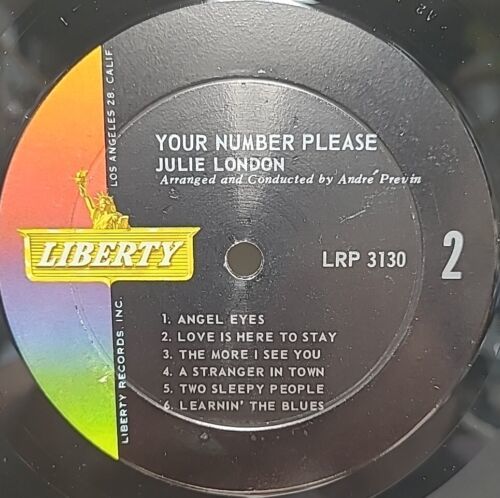 YOUR NUMBER PLEASE
JULIE LONDON
Arranged and Conducted by André Previn
LIBERTY
LRP 3130
2
1. ANGEL EYES
2. LOVE IS HERE TO STAY
3. THE MORE I SEE YOU
4. A STRANGER IN TOWN
5. TWO SLEEPY PEOPLE
6. LEARNIN' THE BLUES
LIBERTY RECORDS, INC.
LOS ANGELES 28, CALIF